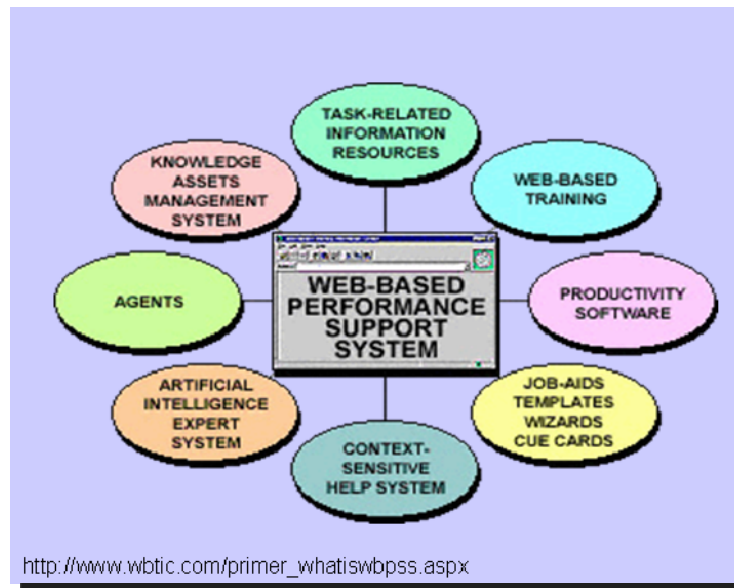 TASK-RELATED
INFORMATION
RESOURCES
KNOWLEDGE
ASSETS
MANAGEMENT
SYSTEM
WEB-BASED
TRAINING
WEB-BASED
PERFORMANCE
SUPPORT
SYSTEM
AGENTS
PRODUCTIVITY
SOFTWARE
ARTIFICIAL
INTELLIGENCE
EXPERT
SYSTEM
JOB-AIDS
TEMPLATES
WIZARDS
CUE CARDS
CONTEXT-
SENSITIVE
HELP SYSTEM
http://www.wbtic.com/primer_whatiswbpss.aspx